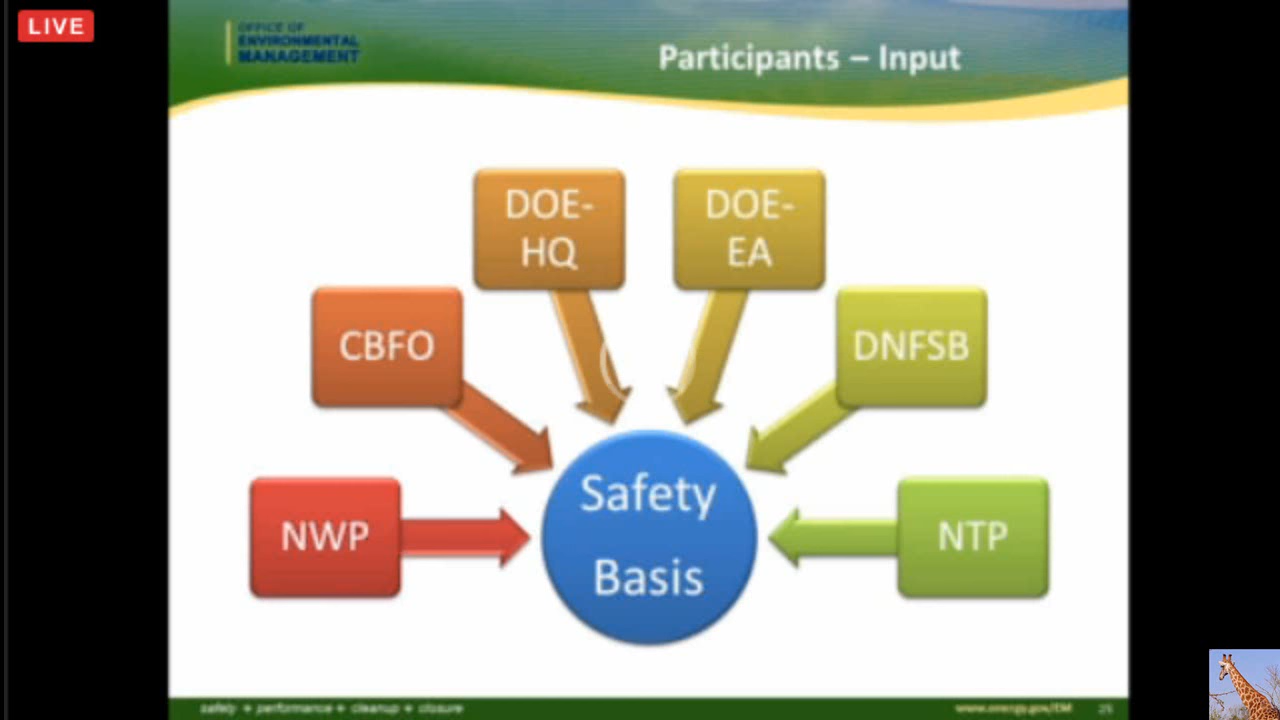 LIVE
OFFICE OF
ENVIRONMENTAL
MANAGEMENT
Participants – Input
DOE-
HQ
DOE-
EA
CBFO
DNFSB
NWP
NTP
Safety
Basis
safety + performance + cleanup + closure
www.energy.gov/EM
25